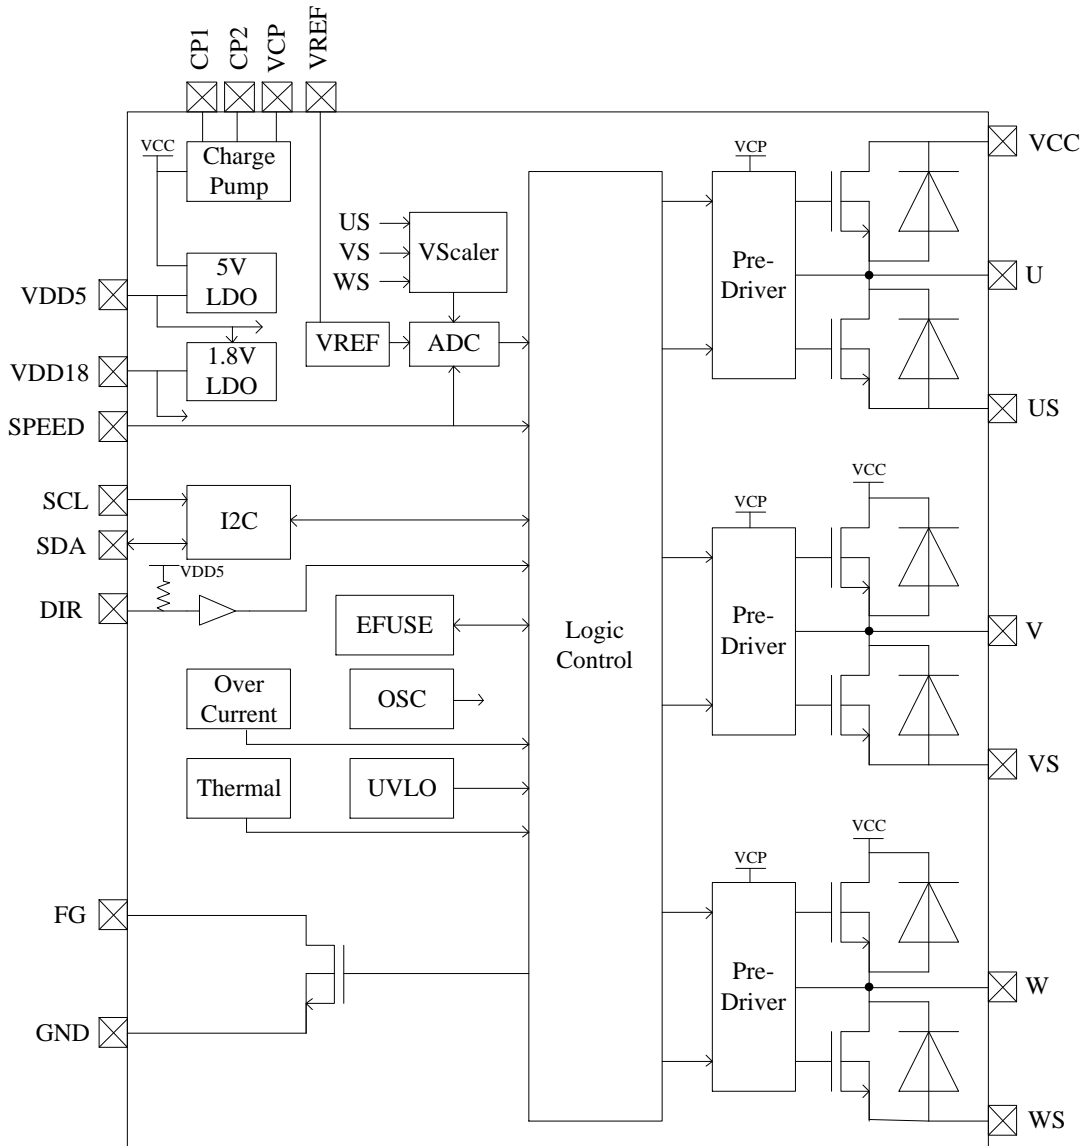 CP1
CP2
VCP
VREF
VCC
VCC
Charge
Pump
VCP
US
VS
WS
VScaler
5V
LDO
Pre-
Driver
U
VDD5
VREF
ADC
1.8V
LDO
VDD18
US
SPEED
VCC
SCL
I2C
VCP
SDA
VDD5
DIR
EFUSE
Logic
Control
Pre-
Driver
V
Over
Current
OSC
VS
Thermal
UVLO
VCC
VCP
FG
Pre-
Driver
W
GND
WS